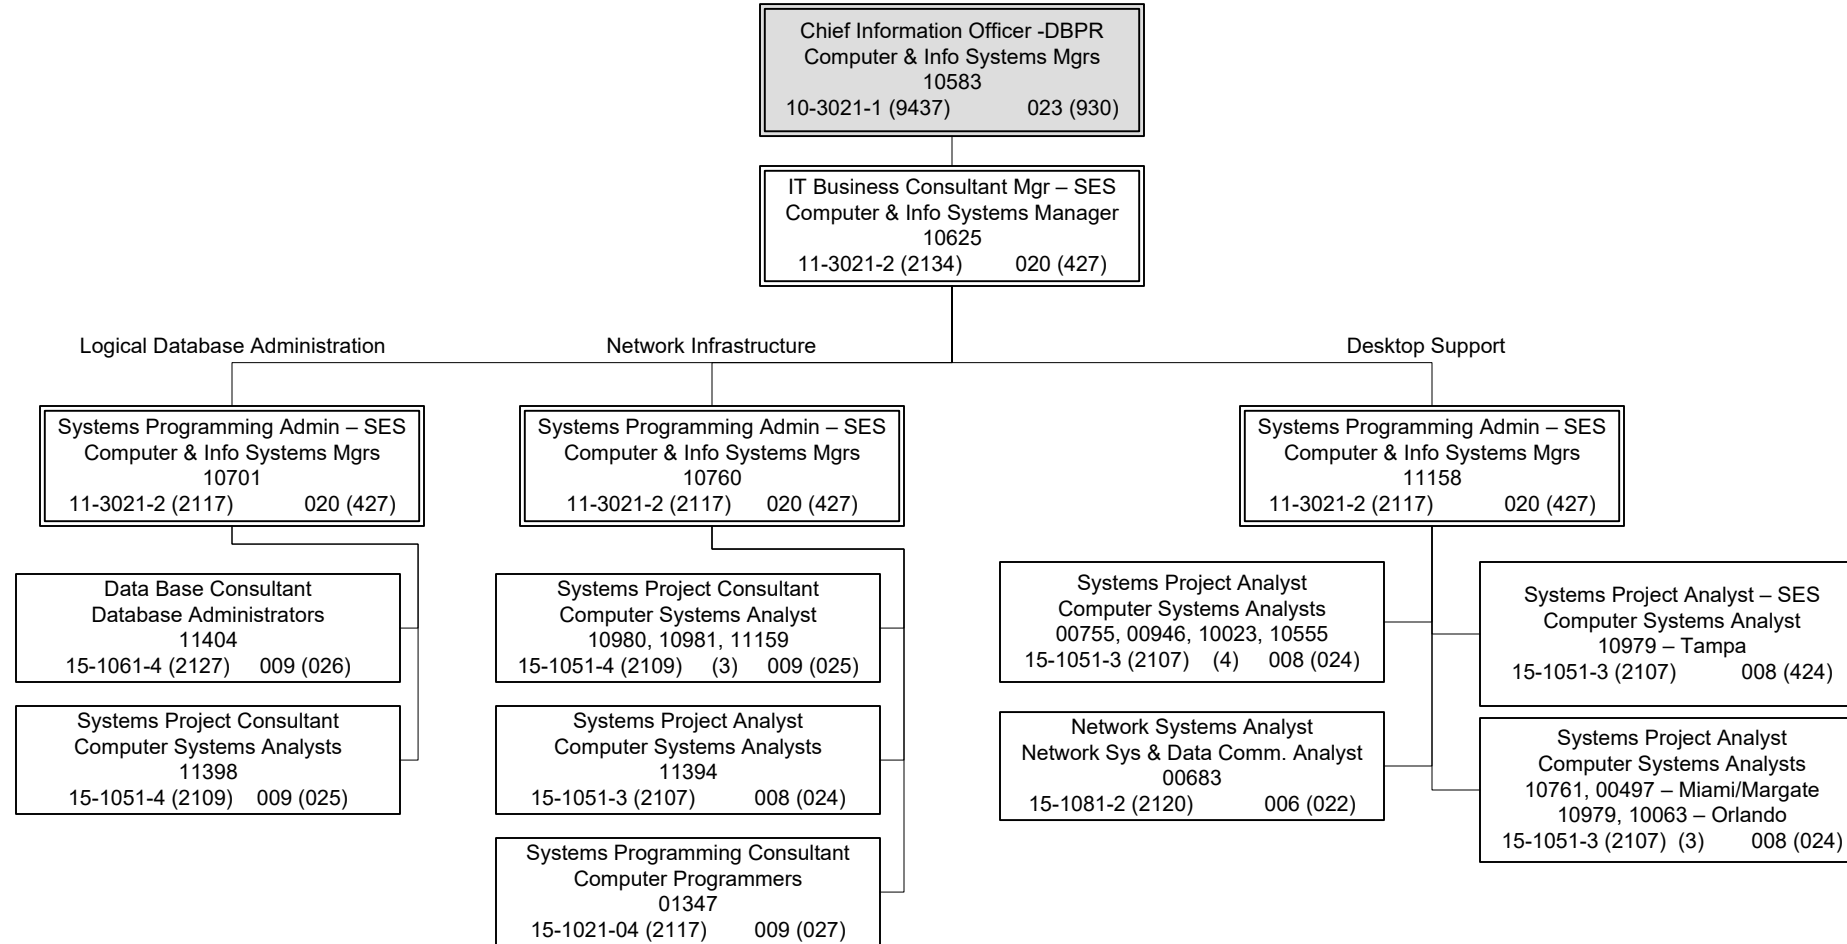 Chief Information Officer -DBPR
Computer & Info Systems Mgrs
10583
10-3021-1 (9437) 023 (930)
IT Business Consultant Mgr – SES
Computer & Info Systems Manager
10625
11-3021-2 (2134) 020 (427)
Logical Database Administration
Network Infrastructure
Desktop Support
Systems Programming Admin – SES
Computer & Info Systems Mgrs
10701
11-3021-2 (2117) 020 (427)
Systems Programming Admin – SES
Computer & Info Systems Mgrs
10760
11-3021-2 (2117) 020 (427)
Systems Programming Admin – SES
Computer & Info Systems Mgrs
11158
11-3021-2 (2117) 020 (427)
Data Base Consultant
Database Administrators
11404
15-1061-4 (2127) 009 (026)
Systems Project Consultant
Computer Systems Analysts
11398
15-1051-4 (2109) 009 (025)
Systems Project Consultant
Computer Systems Analyst
10980, 10981, 11159
15-1051-4 (2109) (3) 009 (025)
Systems Project Analyst
Computer Systems Analysts
11394
15-1051-3 (2107) 008 (024)
Systems Programming Consultant
Computer Programmers
01347
15-1021-04 (2117) 009 (027)
Systems Project Analyst
Computer Systems Analysts
00755, 00946, 10023, 10555
15-1051-3 (2107) (4) 008 (024)
Network Systems Analyst
Network Sys & Data Comm. Analyst
00683
15-1081-2 (2120) 006 (022)
Systems Project Analyst – SES
Computer Systems Analyst
10979 – Tampa
15-1051-3 (2107) 008 (424)
Systems Project Analyst
Computer Systems Analysts
10761, 00497 – Miami/Margate
10979, 10063 – Orlando
15-1051-3 (2107) (3) 008 (024)